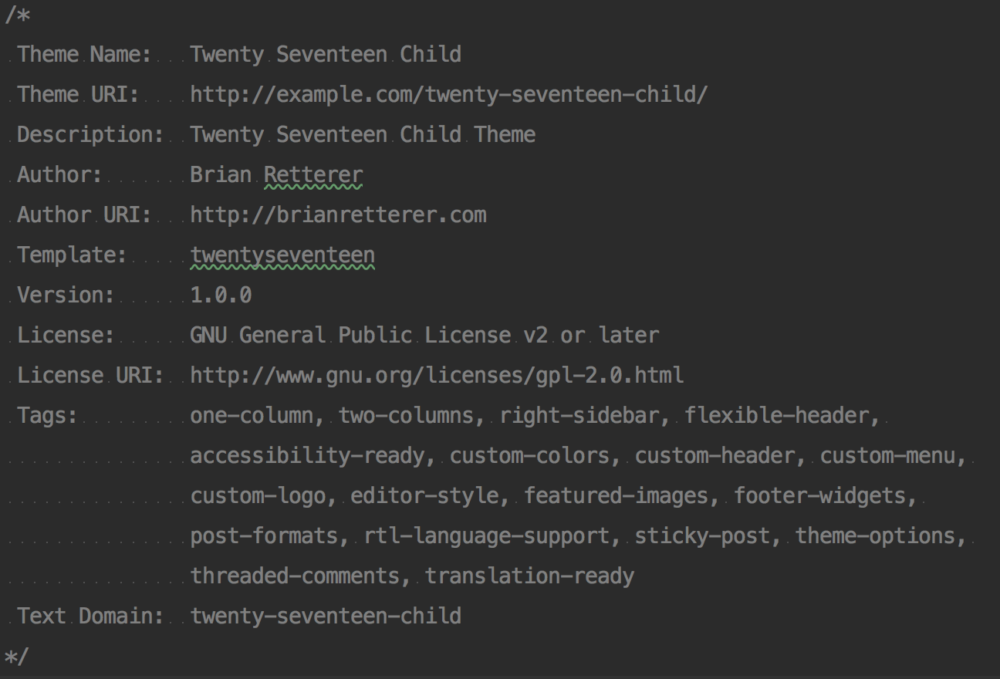 /*
Theme Name: Twenty Seventeen Child
Theme URI: http://example.com/twenty-seventeen-child/
Description: Twenty Seventeen Child Theme
Author: Brian Retterer
Author URI: http://brianretterer.com
Template: twentyseventeen
Version: 1.0.0
License: GNU General Public License v2 or later
License URI: http://www.gnu.org/licenses/gpl-2.0.html
Tags: one-column, two-columns, right-sidebar, flexible-header,
accessibility-ready, custom-colors, custom-header, custom-menu,
custom-logo, editor-style, featured-images, footer-widgets,
post-formats, rtl-language-support, sticky-post, theme-options,
threaded-comments, translation-ready
Text Domain: twenty-seventeen-child
*/